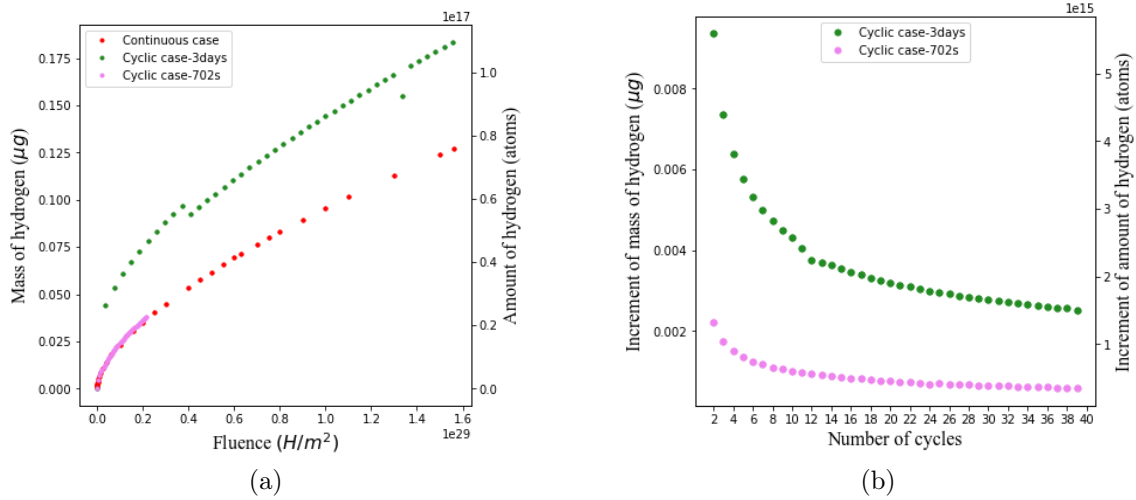 1e17
Continuous case
Cyclic case-3days
Cyclic case-702s
0.175
0.150
0.125
0.100
0.075
0.050
0.025
0.000
Mass of hydrogen (μg)
1.0
0.8
0.6
0.4
0.2
0.0
Amount of hydrogen (atoms)
0.0 0.2 0.4 0.6 0.8 1.0 1.2 1.4 1.6
1e29
Fluence (H/m²)
(a)
1e15
Cyclic case-3days
Cyclic case-702s
0.008
0.006
0.004
0.002
Increment of mass of hydrogen (μg)
5
4
3
2
1
Increment of amount of hydrogen (atoms)
2 4 6 8 10 12 14 16 18 20 22 24 26 28 30 32 34 36 38 40
Number of cycles
(b)